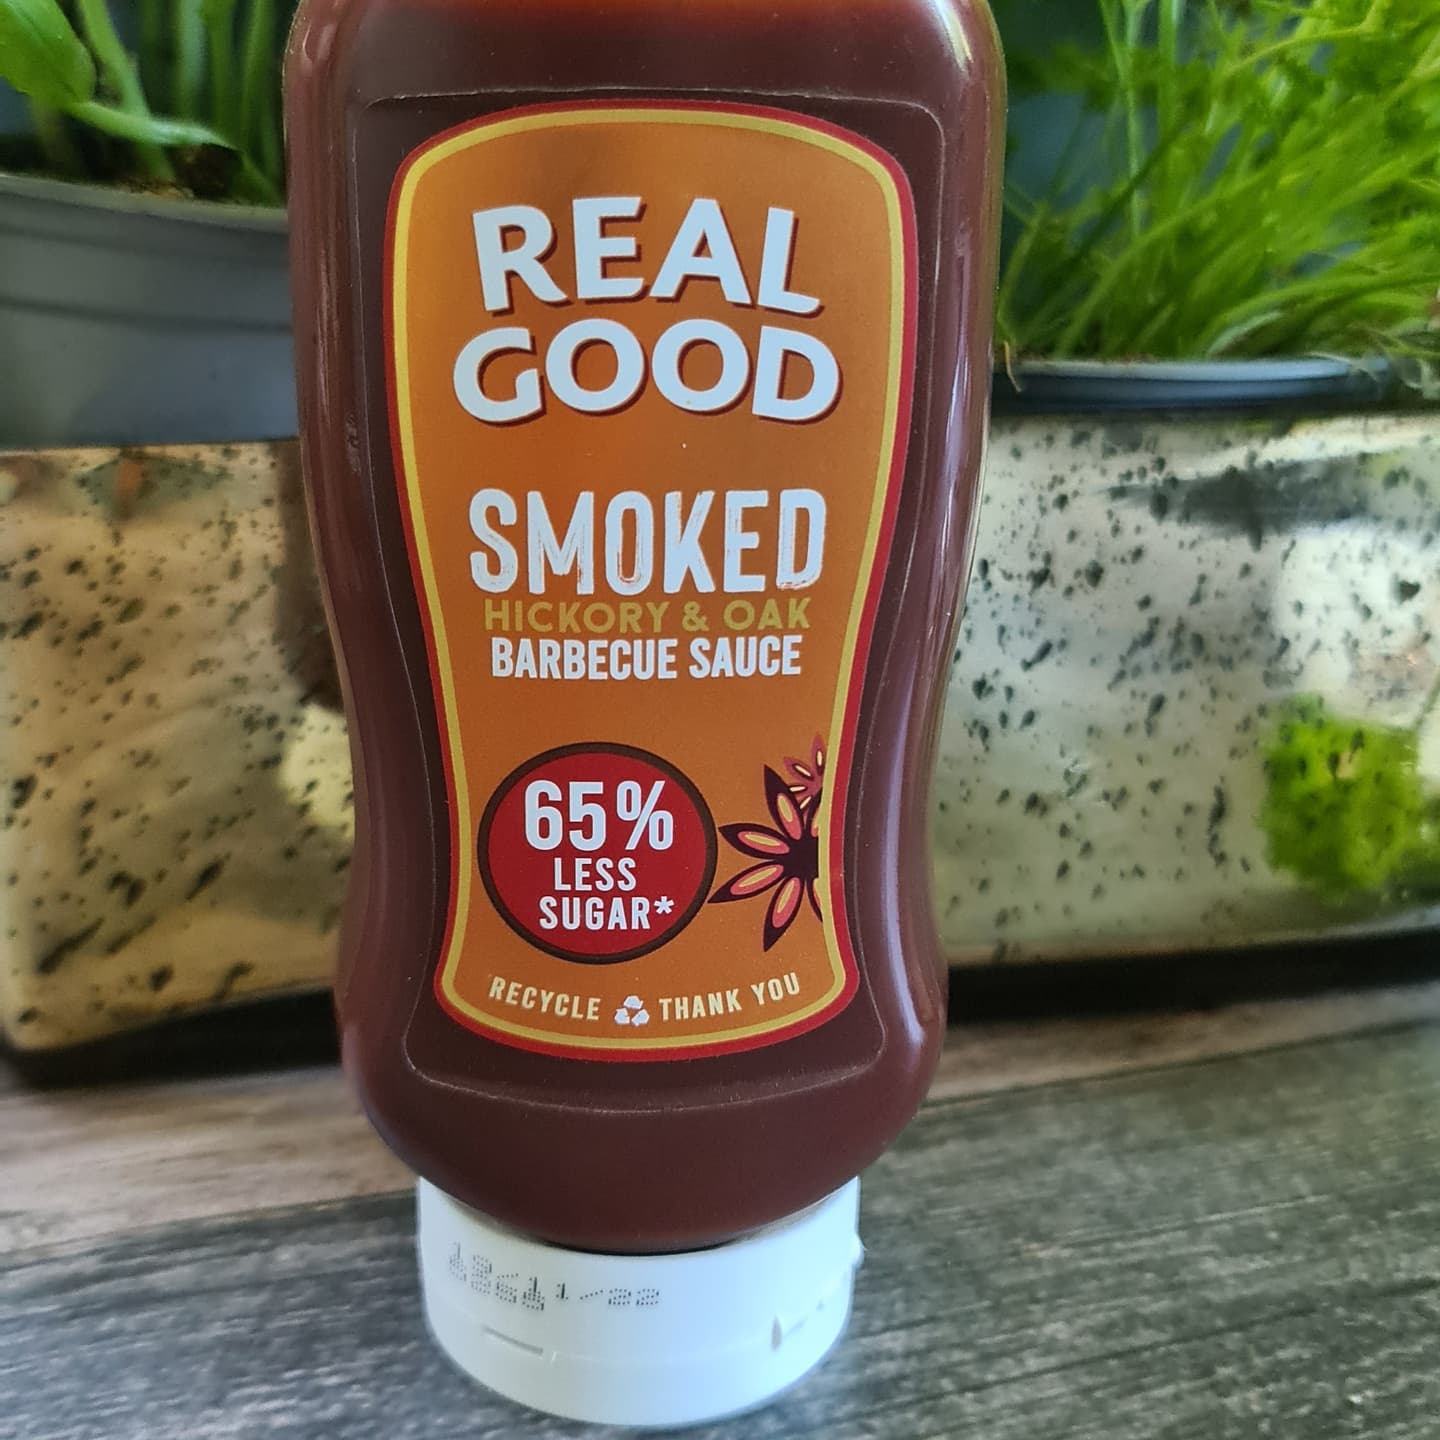 REAL
GOOD
SMOKED
HICKORY & OAK
BARBECUE SAUCE
65%
LESS
SUGAR*
RECYCLE THANK YOU